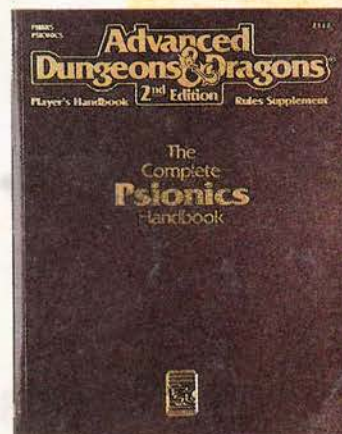 PHBR5
PSIONICS
Advanced
Dungeons & Dragons®
Player's Handbook 2nd Edition Rules Supplement
The
Complete
Psionics
Handbook